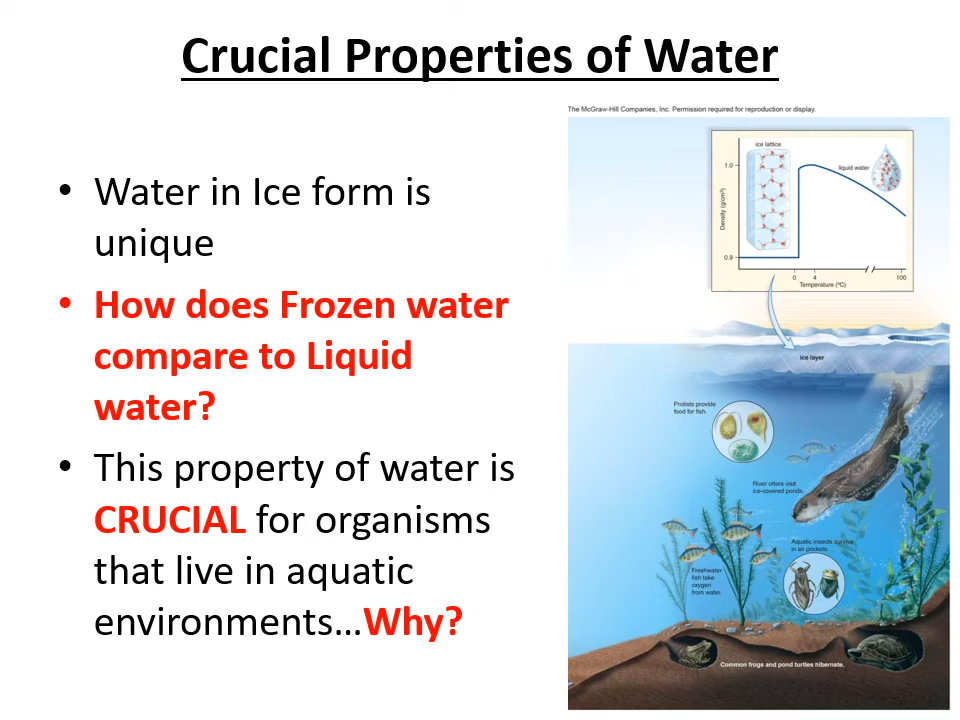 Crucial Properties of Water
• Water in Ice form is
unique
• How does Frozen water
compare to Liquid
water?
• This property of water is
CRUCIAL for organisms
that live in aquatic
environments…Why?
The McGraw-Hill Companies, Inc. Permission required for reproduction or display.
ice lattice
1.0
liquid water
Density (g/cm³)
0.9
0 4 100
Temperature (ºC)
ice layer
Protists provide
food for fish.
River otters visit
ice-covered ponds.
Aquatic insects survive
in air pockets.
Freshwater
fish take
oxygen
from water.
Common frogs and pond turtles hibernate.